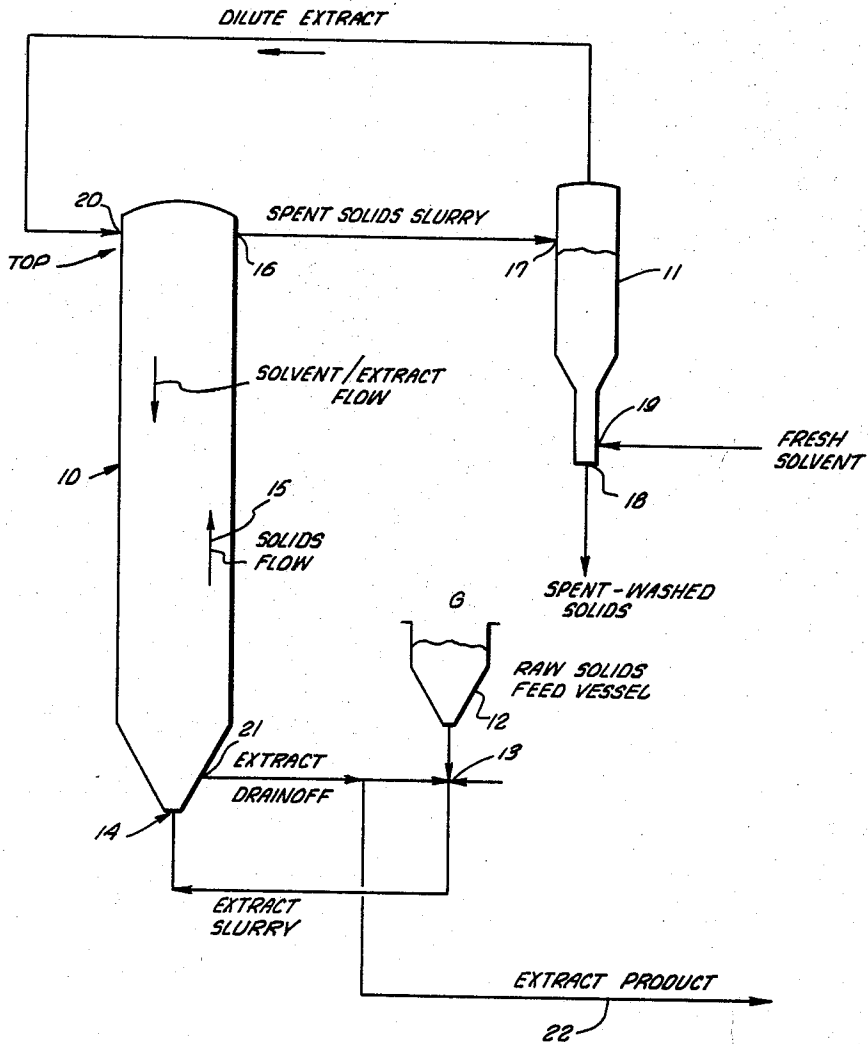 DILUTE EXTRACT
20
SPENT SOLIDS SLURRY
TOP
16
17
11
SOLVENT/EXTRACT
FLOW
19
FRESH
SOLVENT
10
18
15
SOLIDS
FLOW
SPENT-WASHED
SOLIDS
G
RAW SOLIDS
FEED VESSEL
12
21
EXTRACT
13
DRAINOFF
14
EXTRACT
SLURRY
EXTRACT PRODUCT
22